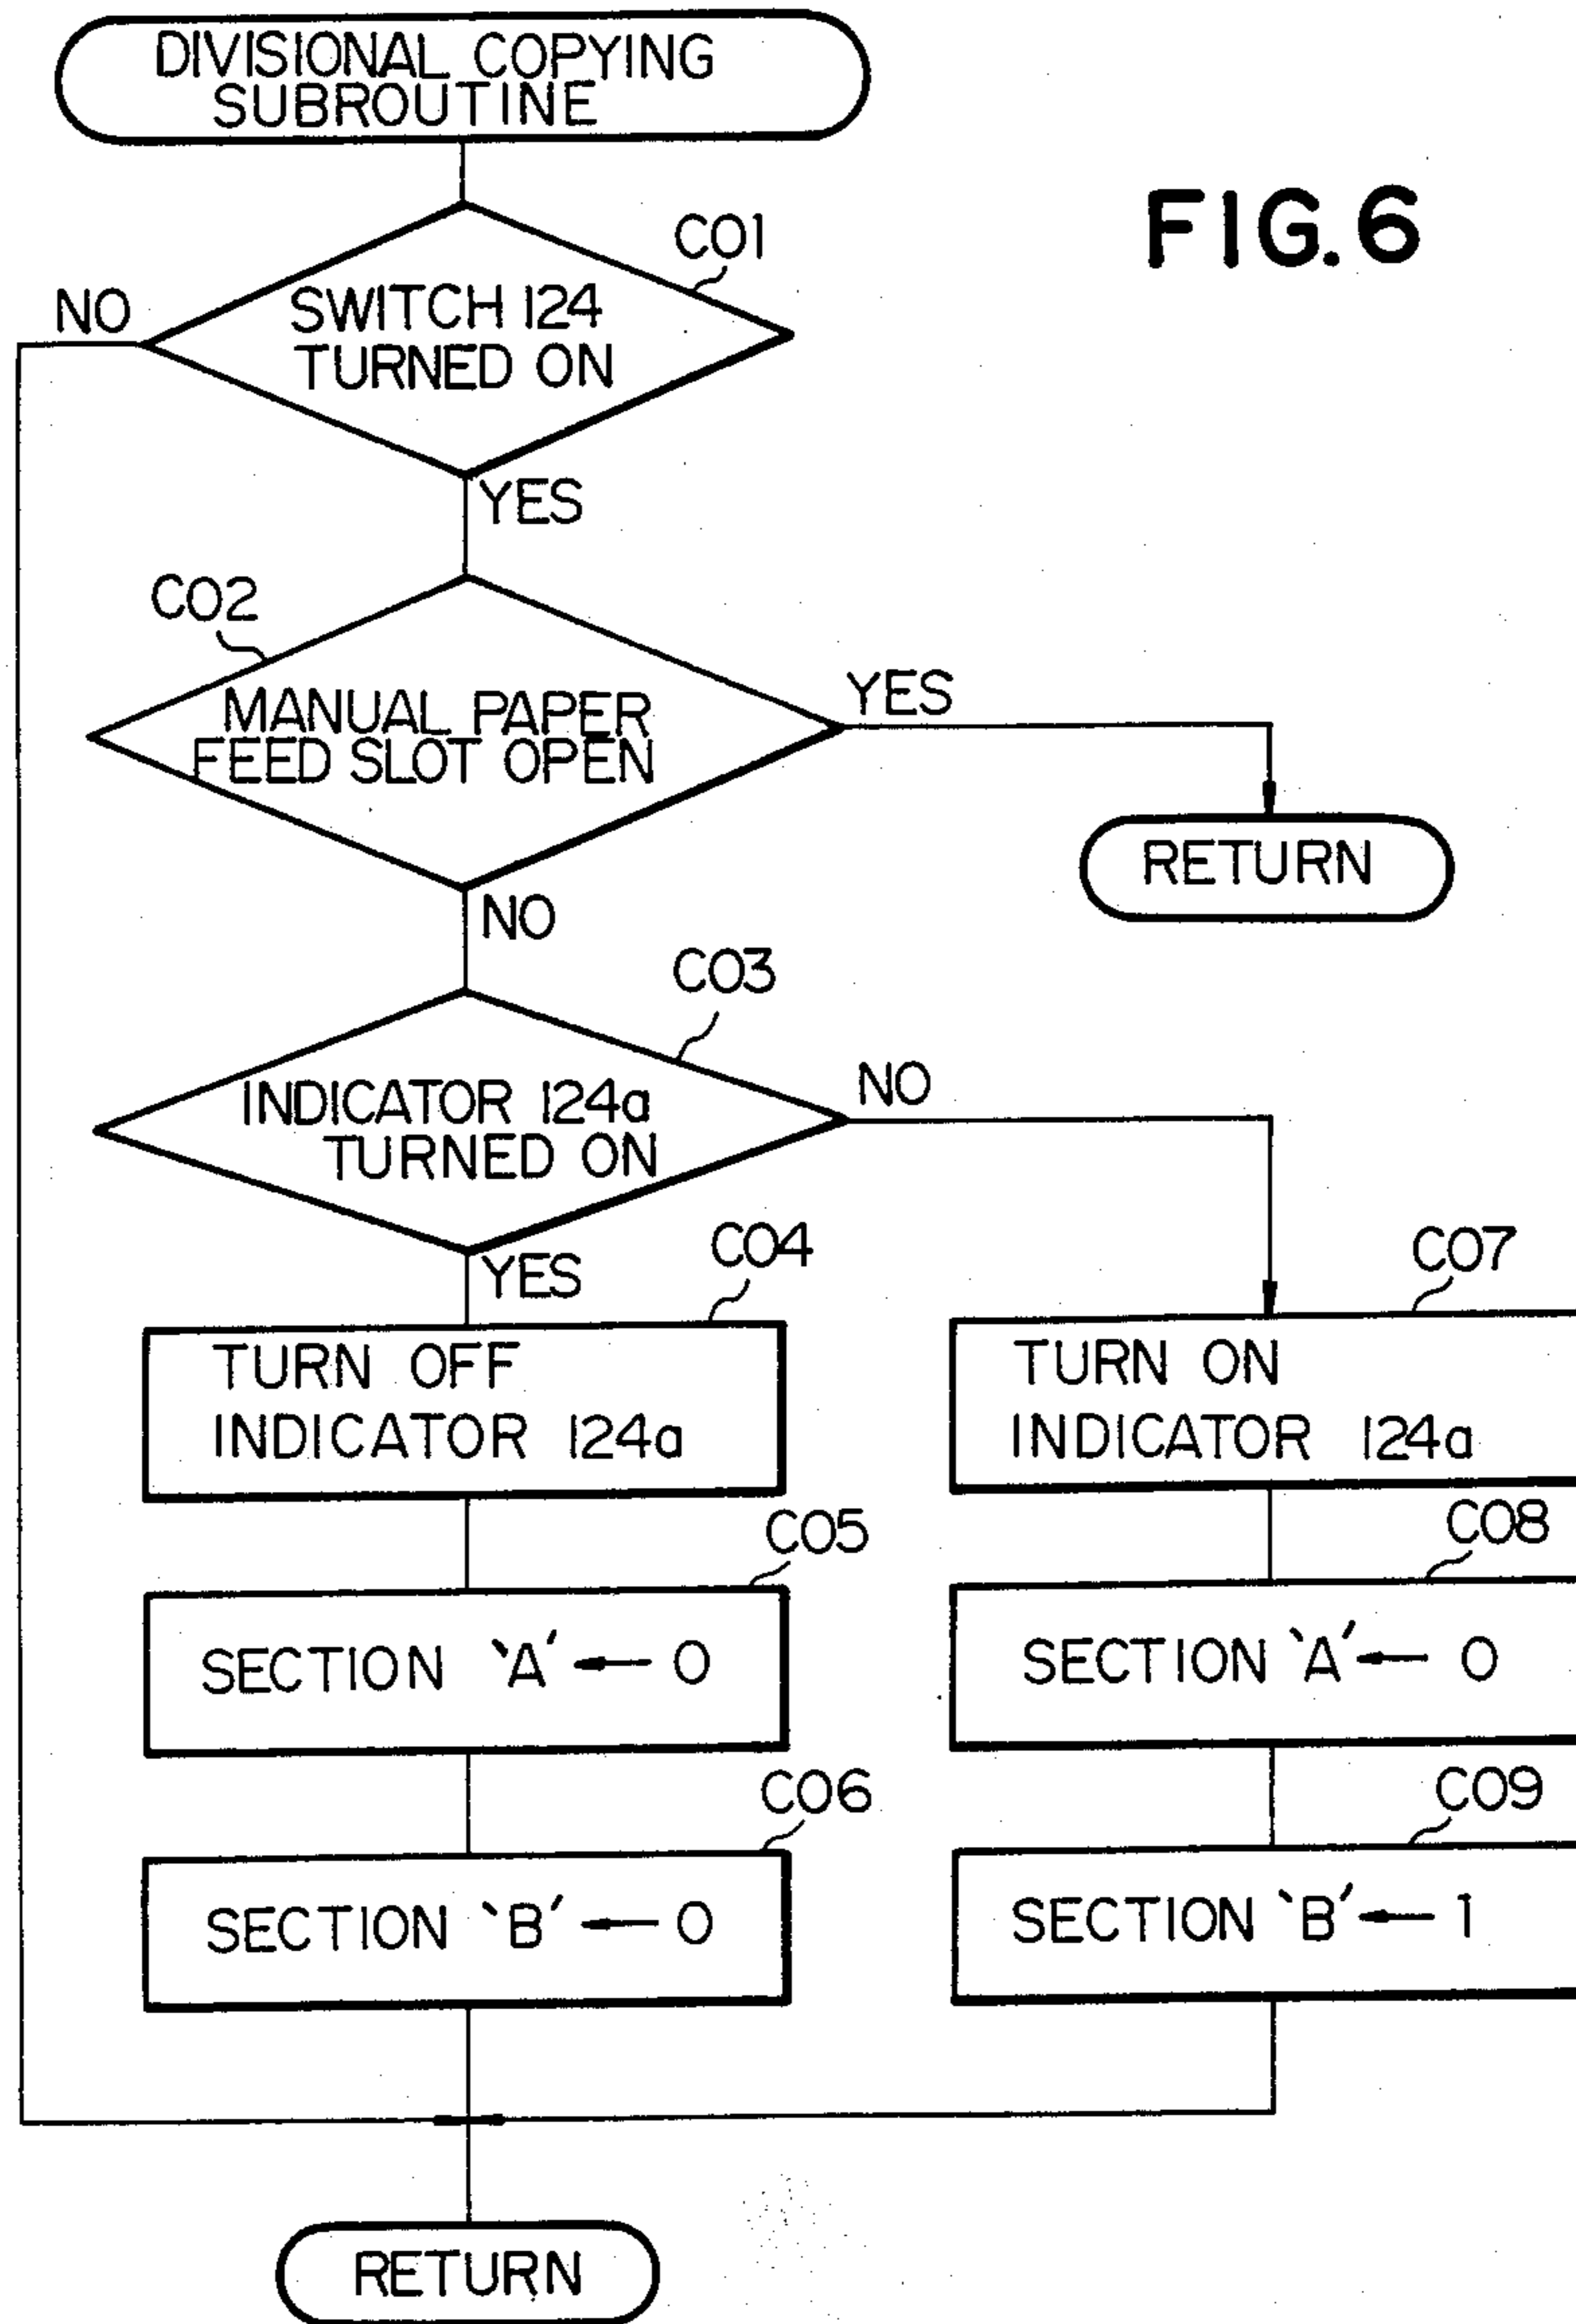 DIVISIONAL COPYING
SUBROUTINE
FIG.6
C01
NO
SWITCH 124
TURNED ON
YES
C02
MANUAL PAPER
FEED SLOT OPEN
YES
RETURN
NO
C03
INDICATOR 124a
TURNED ON
NO
YES
C04
TURN OFF
INDICATOR 124a
C07
TURN ON
INDICATOR 124a
C05
SECTION 'A' ← 0
C08
SECTION 'A' ← 0
C06
SECTION 'B' ← 0
C09
SECTION 'B' ← 1
RETURN